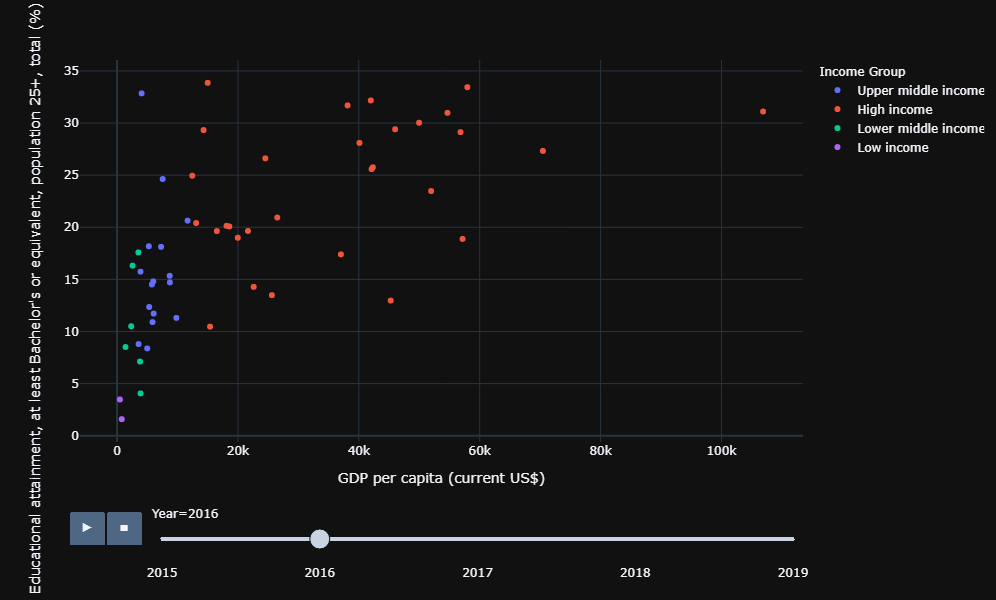 Educational attainment, at least Bachelor's or equivalent, population 25+, total (%)
35
30
25
20
15
10
5
0
0 20k 40k 60k 80k 100k
GDP per capita (current US$)
Income Group
Upper middle income
High income
Lower middle income
Low income
Year=2016
2015 2016 2017 2018 2019